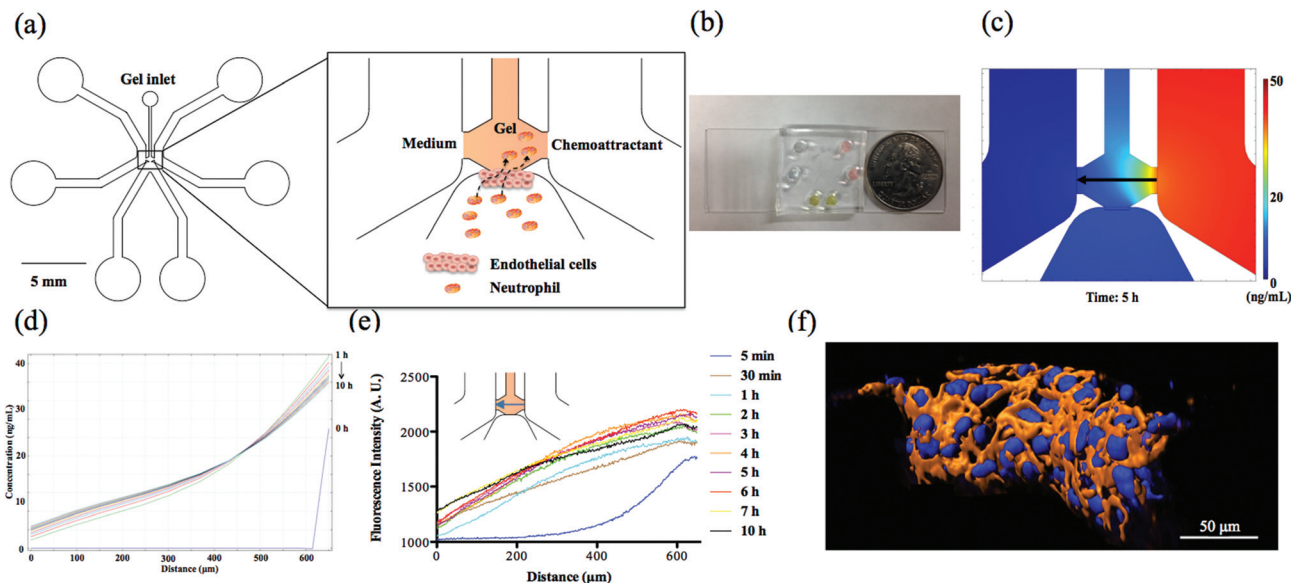 (a)
Gel inlet
5 mm
Gel
Medium
Chemoattractant
Endothelial cells
Neutrophil
(b)
(c)
50
20
0
(ng/mL)
Time: 5 h
(d)
Concentration (ng/mL)
40
30
20
10
0
0 100 200 300 400 500 600
Distance (μm)
1 h
10 h
0 h
(e)
Fluorescence Intensity (A. U.)
2500
2000
1500
1000
0 200 400 600
Distance (μm)
5 min
30 min
1 h
2 h
3 h
4 h
5 h
6 h
7 h
10 h
(f)
50 μm